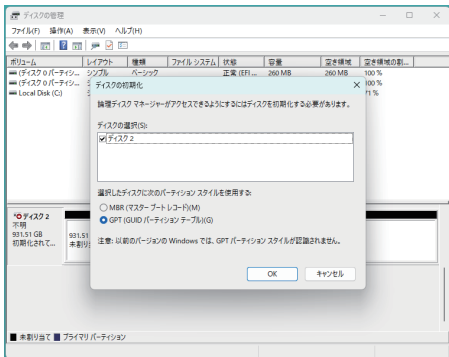 ディスクの管理
ファイル(F) 操作(A) 表示(V) ヘルプ(H)
ボリューム レイアウト 種類 ファイル システム 状態 容量 空き領域 空き領域の割...
(ディスク 0 パーティシ... シンプル ベーシック 正常 (EFI ... 260 MB 260 MB 100 %
(ディスク 0 パーティシ...
Local Disk (C:)
ディスクの初期化
論理ディスク マネージャーがアクセスできるようにするにはディスクを初期化する必要があります。
ディスクの選択(S):
ディスク 2
選択したディスクに次のパーティション スタイルを使用する:
MBR (マスター ブート レコード)(M)
GPT (GUID パーティション テーブル)(G)
注意: 以前のバージョンの Windows では、GPT パーティション スタイルが認識されません。
OK キャンセル
ディスク 2
不明
931.51 GB
初期化されて...
931.51
未割り
未割り当て プライマリ パーティション